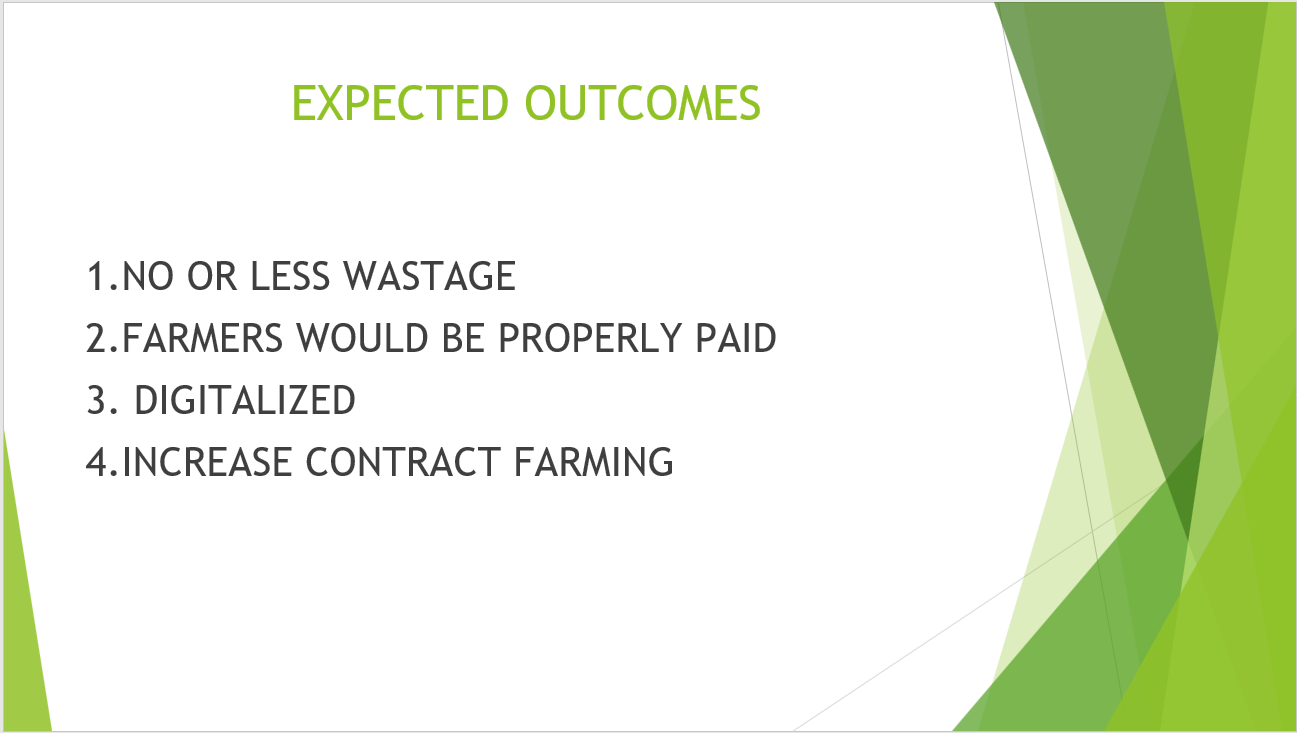 EXPECTED OUTCOMES
1.NO OR LESS WASTAGE
2.FARMERS WOULD BE PROPERLY PAID
3. DIGITALIZED
4.INCREASE CONTRACT FARMING